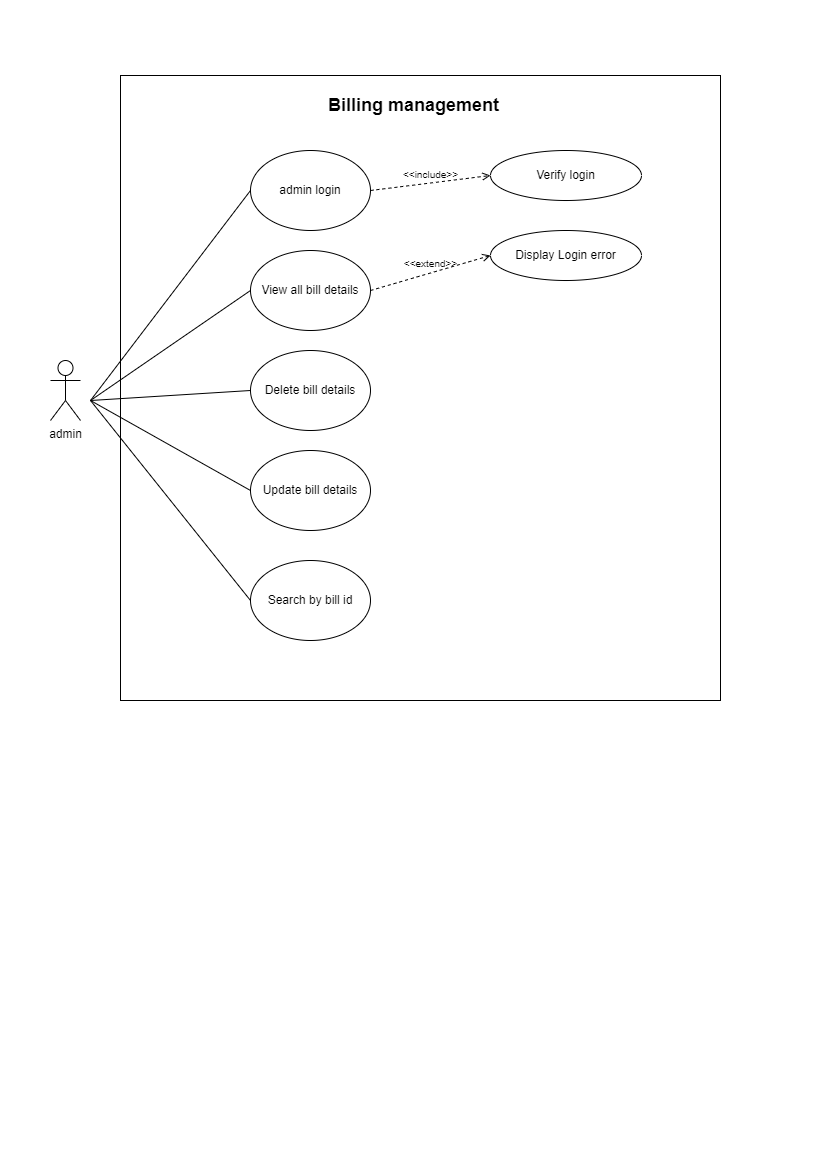 Billing management
admin login
<<include>>
Verify login
View all bill details
<<extend>>
Display Login error
Delete bill details
admin
Update bill details
Search by bill id